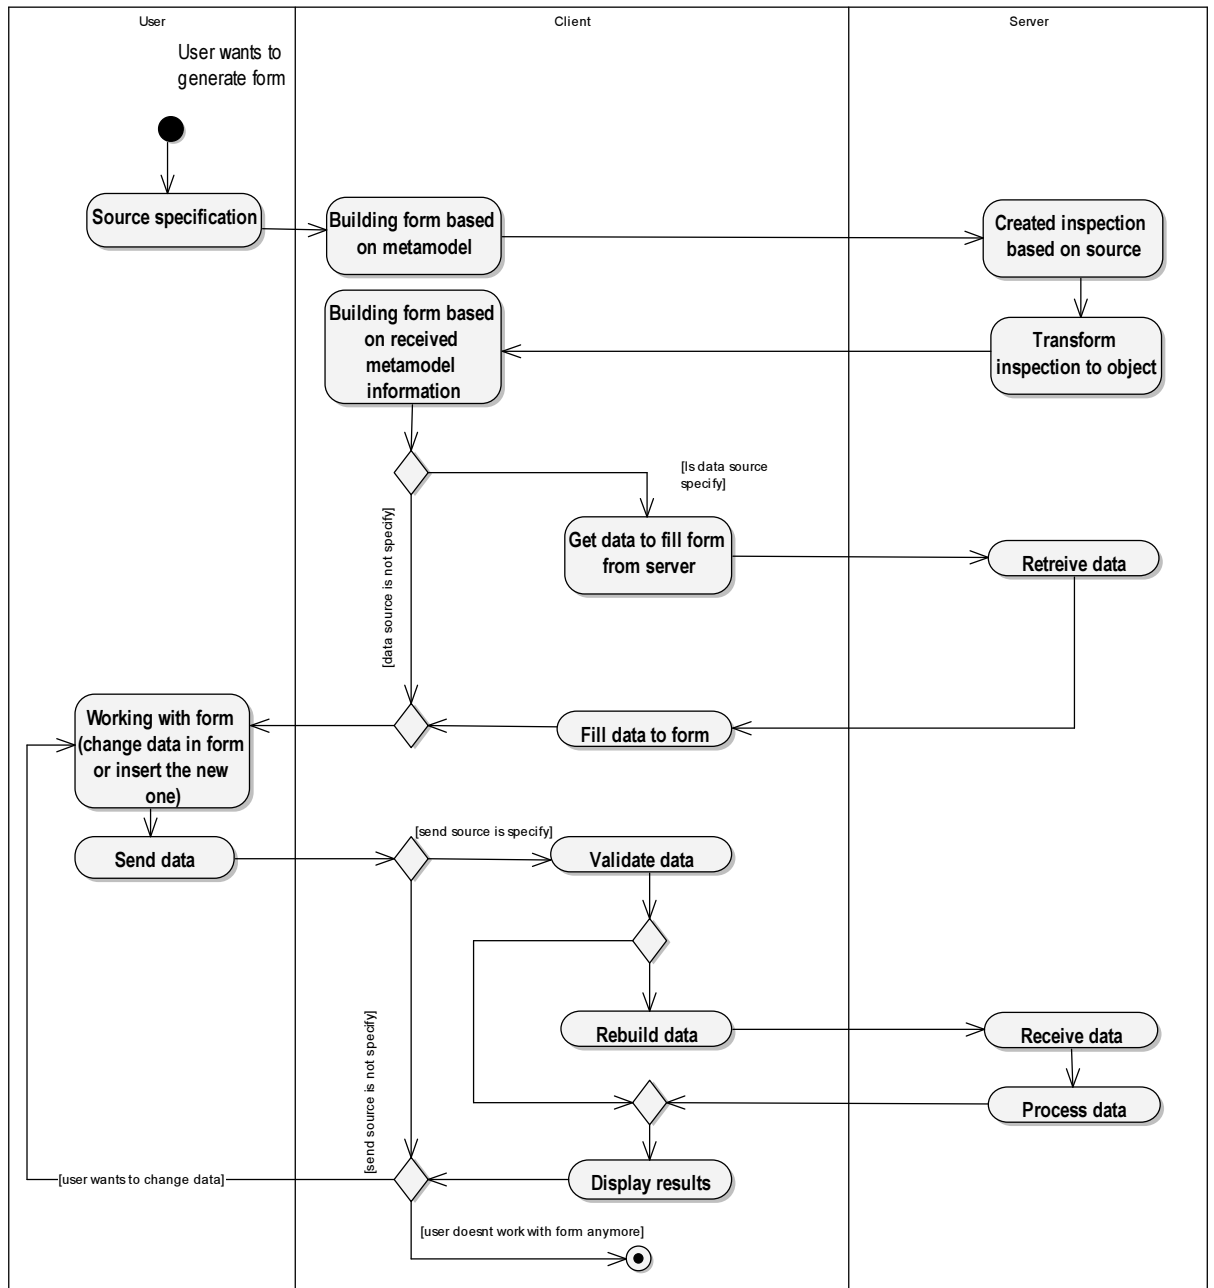 User
Client
Server
User wants to
generate form
Source specification
Building form based
on metamodel
Created inspection
based on source
Building form based
on received
metamodel
information
Transform
inspection to object
[Is data source
specify]
[data source is not specify]
Get data to fill form
from server
Retreive data
Working with form
(change data in form
or insert the new
one)
Fill data to form
[send source is specify]
Send data
Validate data
Rebuild data
Receive data
[send source is not specify]
Process data
[user wants to change data]
Display results
[user doesnt work with form anymore]